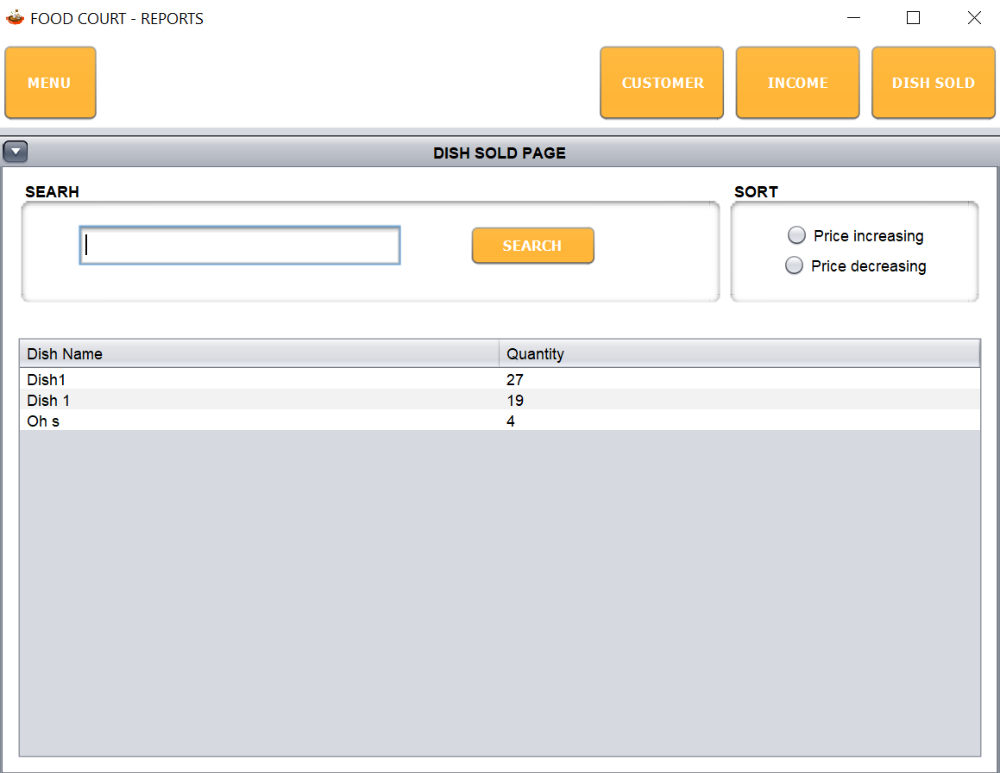 FOOD COURT - REPORTS
MENU CUSTOMER INCOME DISH SOLD
DISH SOLD PAGE
SEARH SORT
SEARCH Price increasing
Price decreasing
Dish Name Quantity
Dish1 27
Dish 1 19
Oh s 4